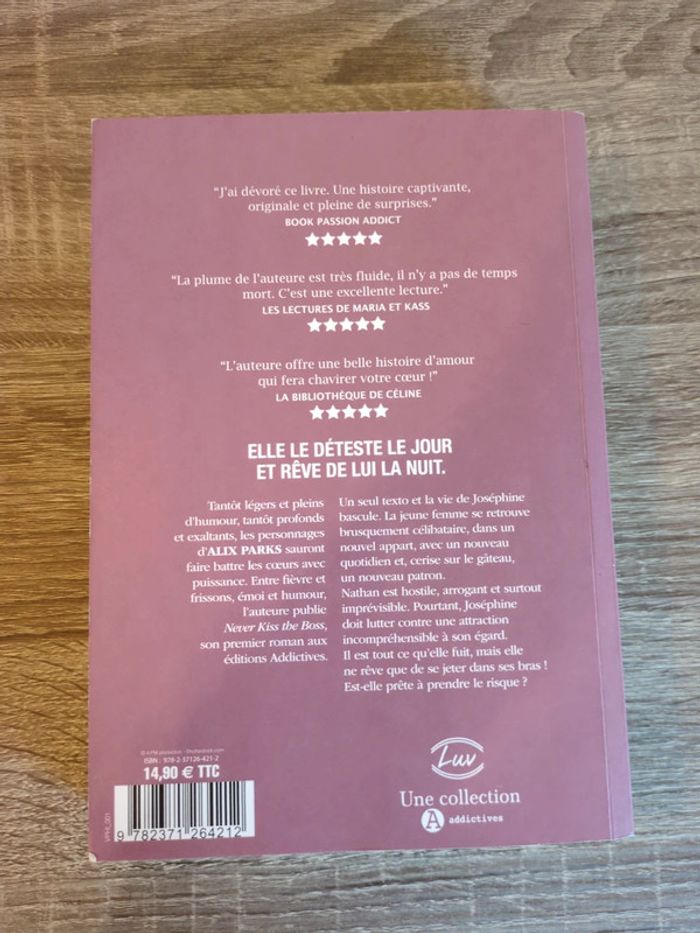 “J'ai dévoré ce livre. Une histoire captivante,
originale et pleine de surprises.”
BOOK PASSION ADDICT
“La plume de l'auteure est très fluide, il n'y a pas de temps
mort. C'est une excellente lecture.”
LES LECTURES DE MARIA ET KASS
“L'auteure offre une belle histoire d'amour
qui fera chavirer votre cœur !”
LA BIBLIOTHÈQUE DE CÉLINE
ELLE LE DÉTESTE LE JOUR
ET RÊVE DE LUI LA NUIT.
Tantôt légers et pleins
d'humour, tantôt profonds
et exaltants, les personnages
d'ALIX PARKS sauront
faire battre les cœurs avec
puissance. Entre fièvre et
frissons, émoi et humour,
l'auteure publie
Never Kiss the Boss,
son premier roman aux
éditions Addictives.
Un seul texto et la vie de Joséphine
bascule. La jeune femme se retrouve
brusquement célibataire, dans un
nouvel appart, avec un nouveau
quotidien et, cerise sur le gâteau,
un nouveau patron.
Nathan est hostile, arrogant et surtout
imprévisible. Pourtant, Joséphine
doit lutter contre une attraction
incompréhensible à son égard.
Il est tout ce qu'elle fuit, mais elle
ne rêve que de se jeter dans ses bras !
Est-elle prête à prendre le risque ?
ISBN : 978-2-37126-421-2
14,90 € TTC
VPHI_001
9 782371 264212
Luv
Une collection
A addictives